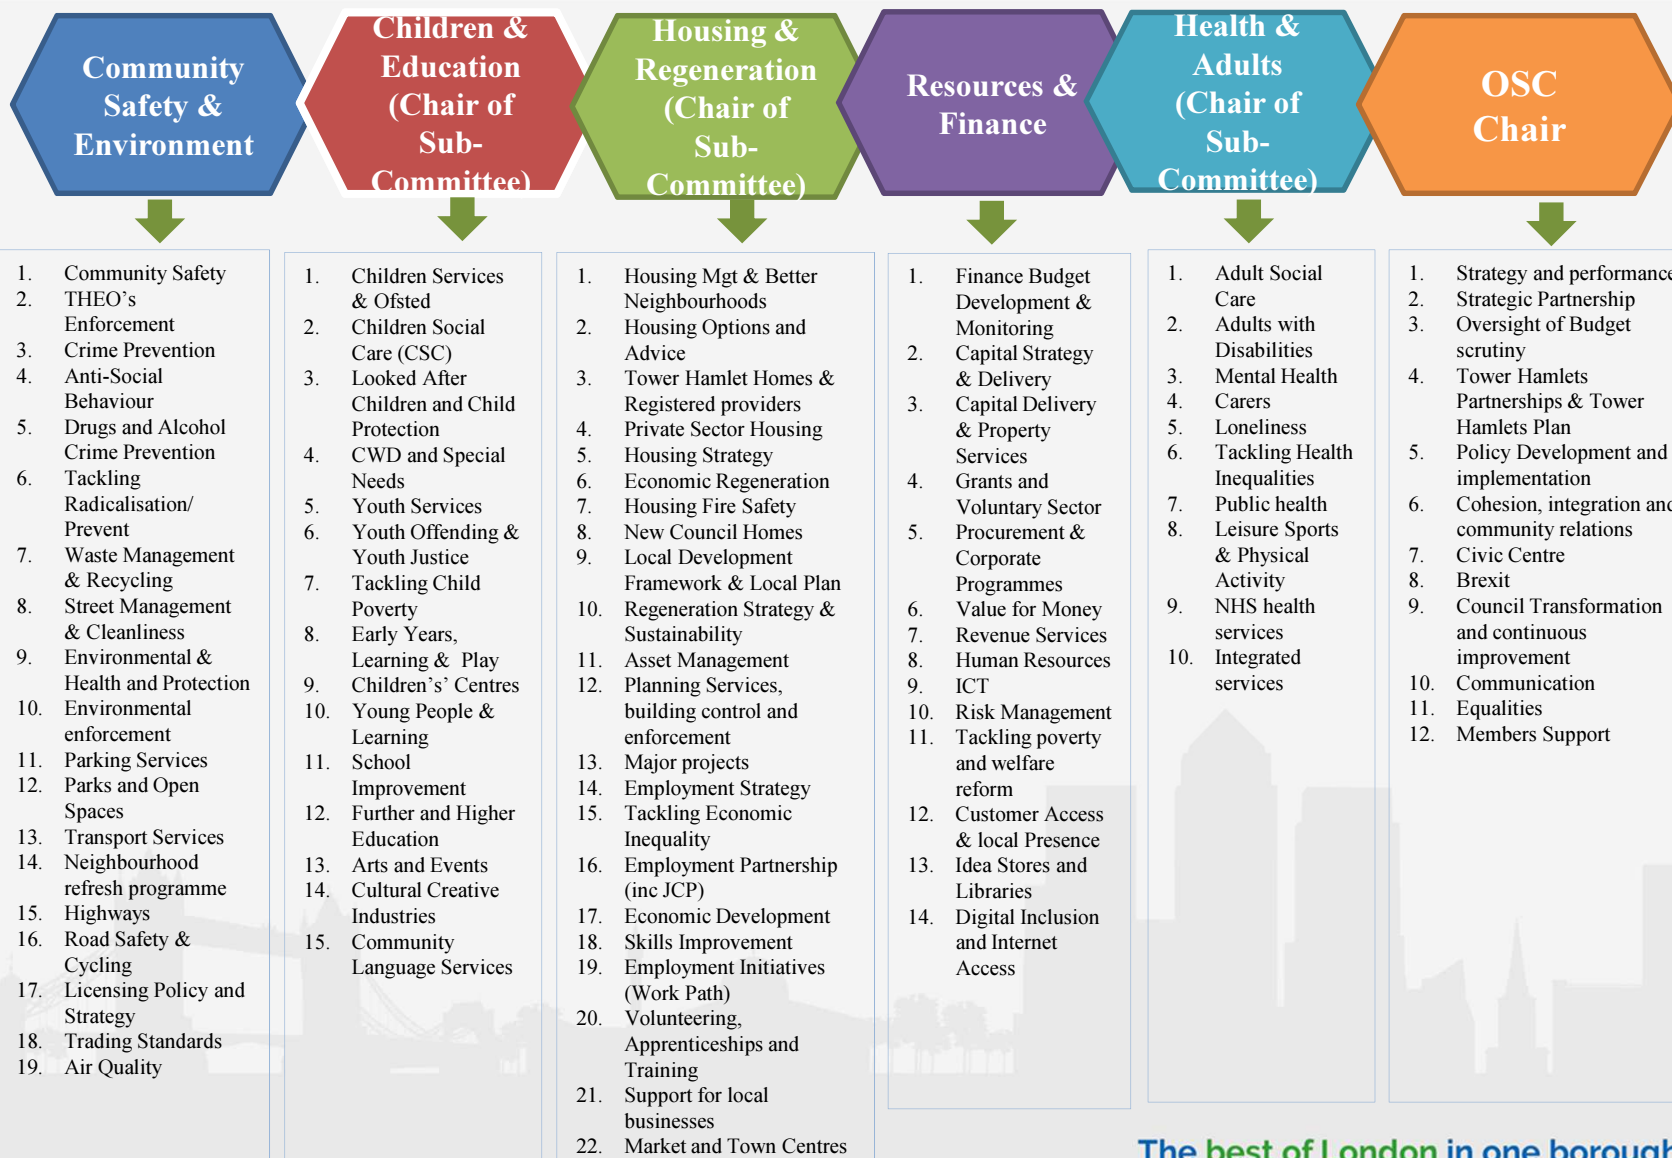 Community
Safety &
Environment
Children &
Education
(Chair of
Sub-
Committee)
Housing &
Regeneration
(Chair of
Sub-
Committee)
Resources &
Finance
Health &
Adults
(Chair of
Sub-
Committee)
OSC
Chair
1. Community Safety
2. THEO’s
Enforcement
3. Crime Prevention
4. Anti-Social
Behaviour
5. Drugs and Alcohol
Crime Prevention
6. Tackling
Radicalisation/
Prevent
7. Waste Management
& Recycling
8. Street Management
& Cleanliness
9. Environmental &
Health and Protection
10. Environmental
enforcement
11. Parking Services
12. Parks and Open
Spaces
13. Transport Services
14. Neighbourhood
refresh programme
15. Highways
16. Road Safety &
Cycling
17. Licensing Policy and
Strategy
18. Trading Standards
19. Air Quality
1. Children Services
& Ofsted
2. Children Social
Care (CSC)
3. Looked After
Children and Child
Protection
4. CWD and Special
Needs
5. Youth Services
6. Youth Offending &
Youth Justice
7. Tackling Child
Poverty
8. Early Years,
Learning & Play
9. Children’s’ Centres
10. Young People &
Learning
11. School
Improvement
12. Further and Higher
Education
13. Arts and Events
14. Cultural Creative
Industries
15. Community
Language Services
1. Housing Mgt & Better
Neighbourhoods
2. Housing Options and
Advice
3. Tower Hamlet Homes &
Registered providers
4. Private Sector Housing
5. Housing Strategy
6. Economic Regeneration
7. Housing Fire Safety
8. New Council Homes
9. Local Development
Framework & Local Plan
10. Regeneration Strategy &
Sustainability
11. Asset Management
12. Planning Services,
building control and
enforcement
13. Major projects
14. Employment Strategy
15. Tackling Economic
Inequality
16. Employment Partnership
(inc JCP)
17. Economic Development
18. Skills Improvement
19. Employment Initiatives
(Work Path)
20. Volunteering,
Apprenticeships and
Training
21. Support for local
businesses
22. Market and Town Centres
1. Finance Budget
Development &
Monitoring
2. Capital Strategy
& Delivery
3. Capital Delivery
& Property
Services
4. Grants and
Voluntary Sector
5. Procurement &
Corporate
Programmes
6. Value for Money
7. Revenue Services
8. Human Resources
9. ICT
10. Risk Management
11. Tackling poverty
and welfare
reform
12. Customer Access
& local Presence
13. Idea Stores and
Libraries
14. Digital Inclusion
and Internet
Access
1. Adult Social
Care
2. Adults with
Disabilities
3. Mental Health
4. Carers
5. Loneliness
6. Tackling Health
Inequalities
7. Public health
8. Leisure Sports
& Physical
Activity
9. NHS health
services
10. Integrated
services
1. Strategy and performance
2. Strategic Partnership
3. Oversight of Budget
scrutiny
4. Tower Hamlets
Partnerships & Tower
Hamlets Plan
5. Policy Development and
implementation
6. Cohesion, integration and
community relations
7. Civic Centre
8. Brexit
9. Council Transformation
and continuous
improvement
10. Communication
11. Equalities
12. Members Support
The best of London in one borough